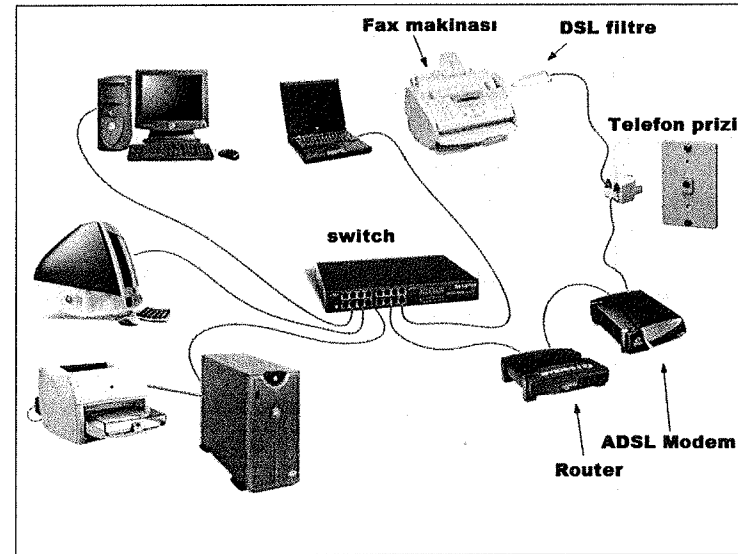 Fax makinası
DSL filtre
Telefon prizi
switch
ADSL Modem
Router